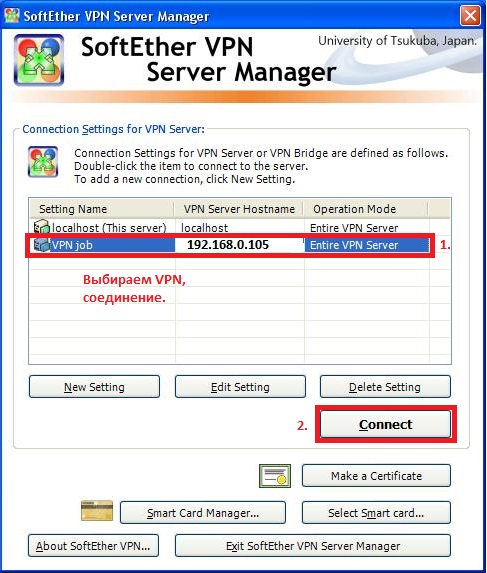 SoftEther VPN Server Manager
SoftEther VPN
Server Manager
University of Tsukuba, Japan.
Connection Settings for VPN Server:
Connection Settings for VPN Server or VPN Bridge are defined as follows.
Double-click the item to connect to the server.
To add a new connection, click New Setting.
Setting Name VPN Server Hostname Operation Mode
localhost (This server) localhost Entire VPN Server
VPN job 192.168.0.105 Entire VPN Server 1.
Выбираем VPN,
соединение.
New Setting Edit Setting Delete Setting
2. Connect
Make a Certificate
Smart Card Manager... Select Smart card...
About SoftEther VPN... Exit SoftEther VPN Server Manager